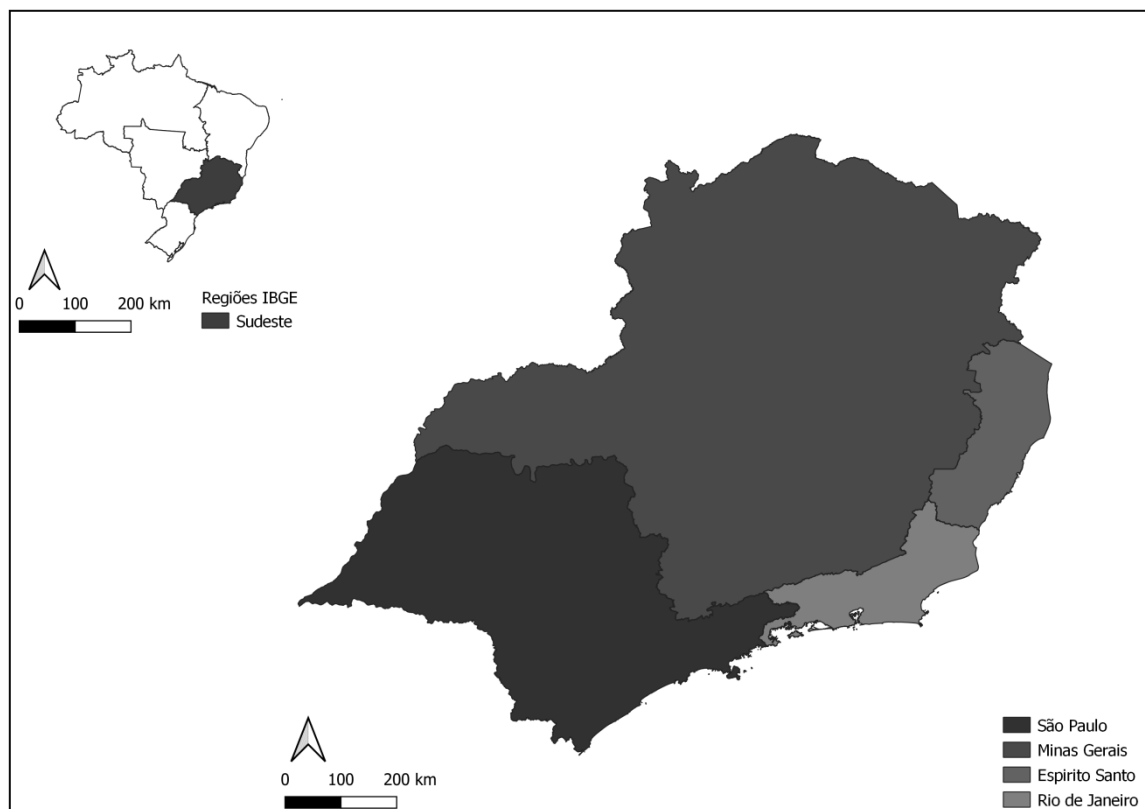 0 100 200 km
Regiões IBGE
Sudeste
0 100 200 km
São Paulo
Minas Gerais
Espirito Santo
Rio de Janeiro